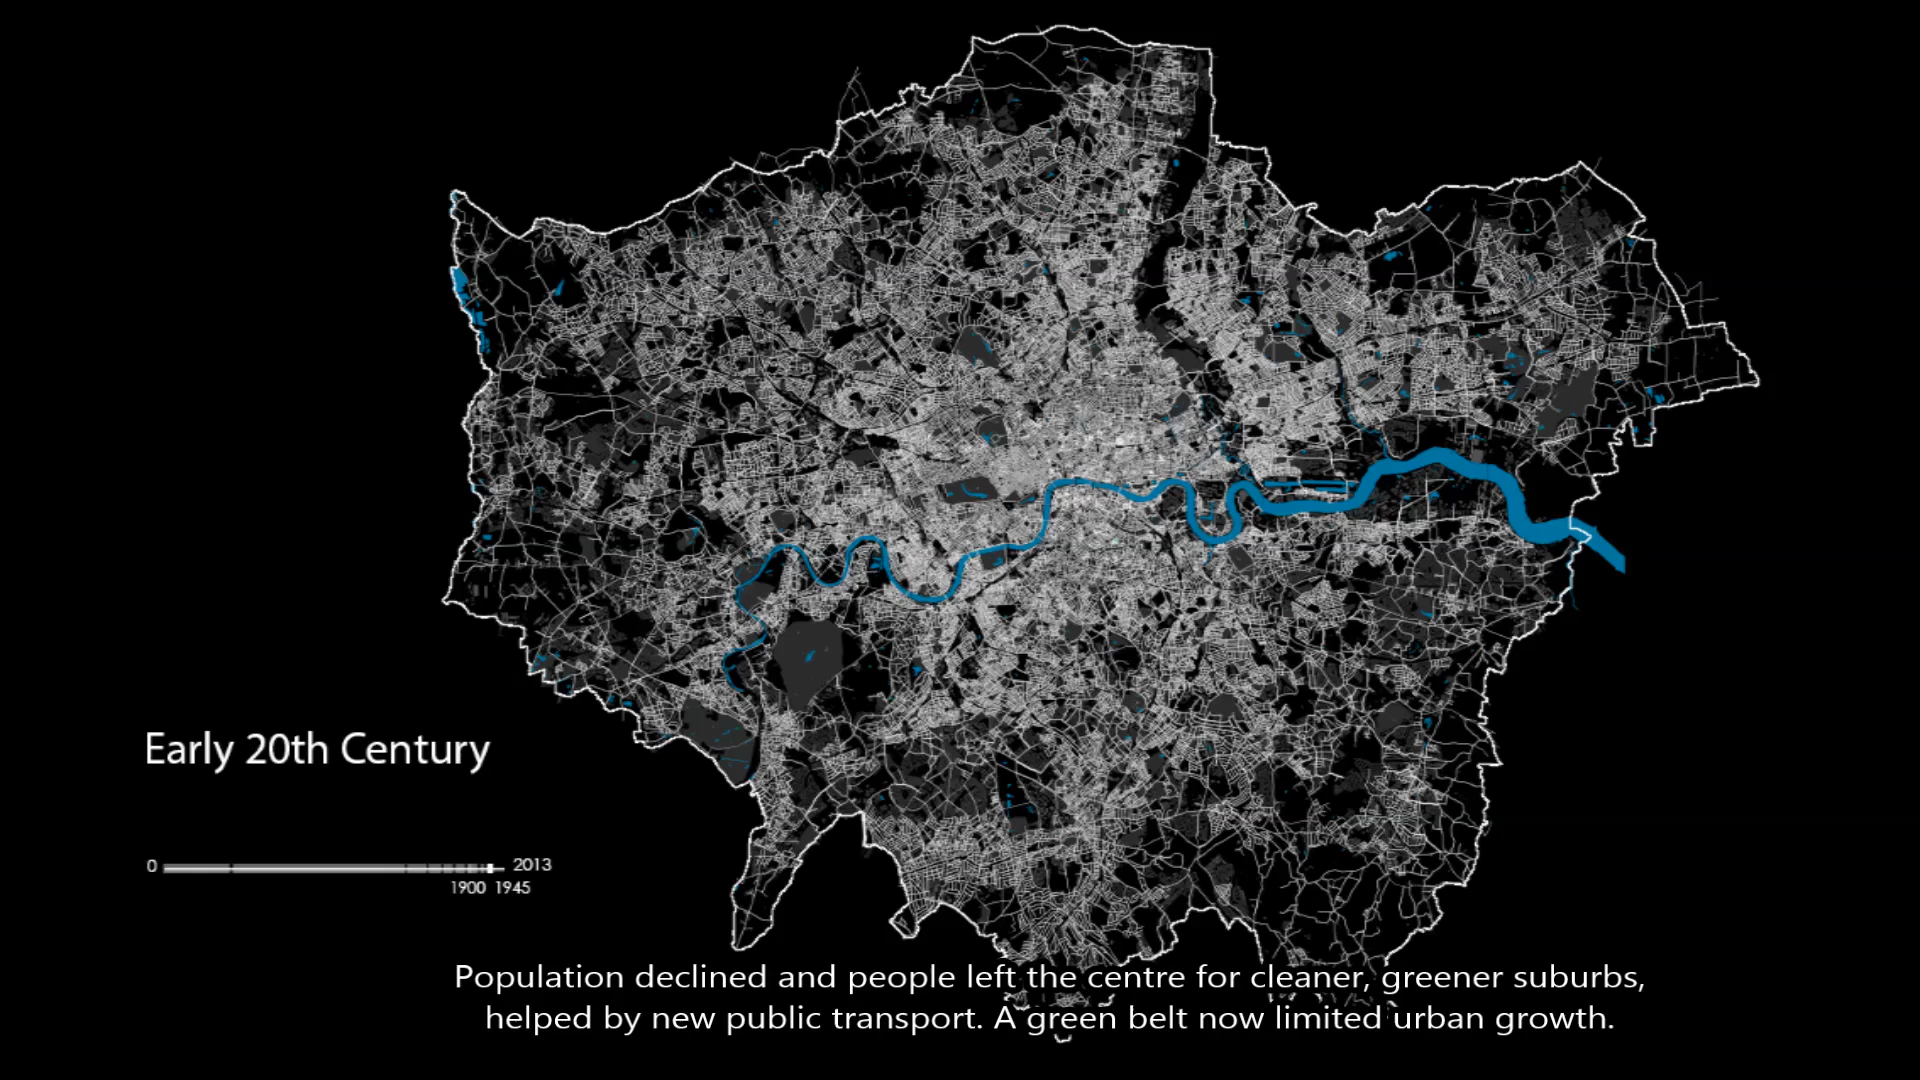 Early 20th Century
0 2013
1900 1945
Population declined and people left the centre for cleaner, greener suburbs,
helped by new public transport. A green belt now limited urban growth.